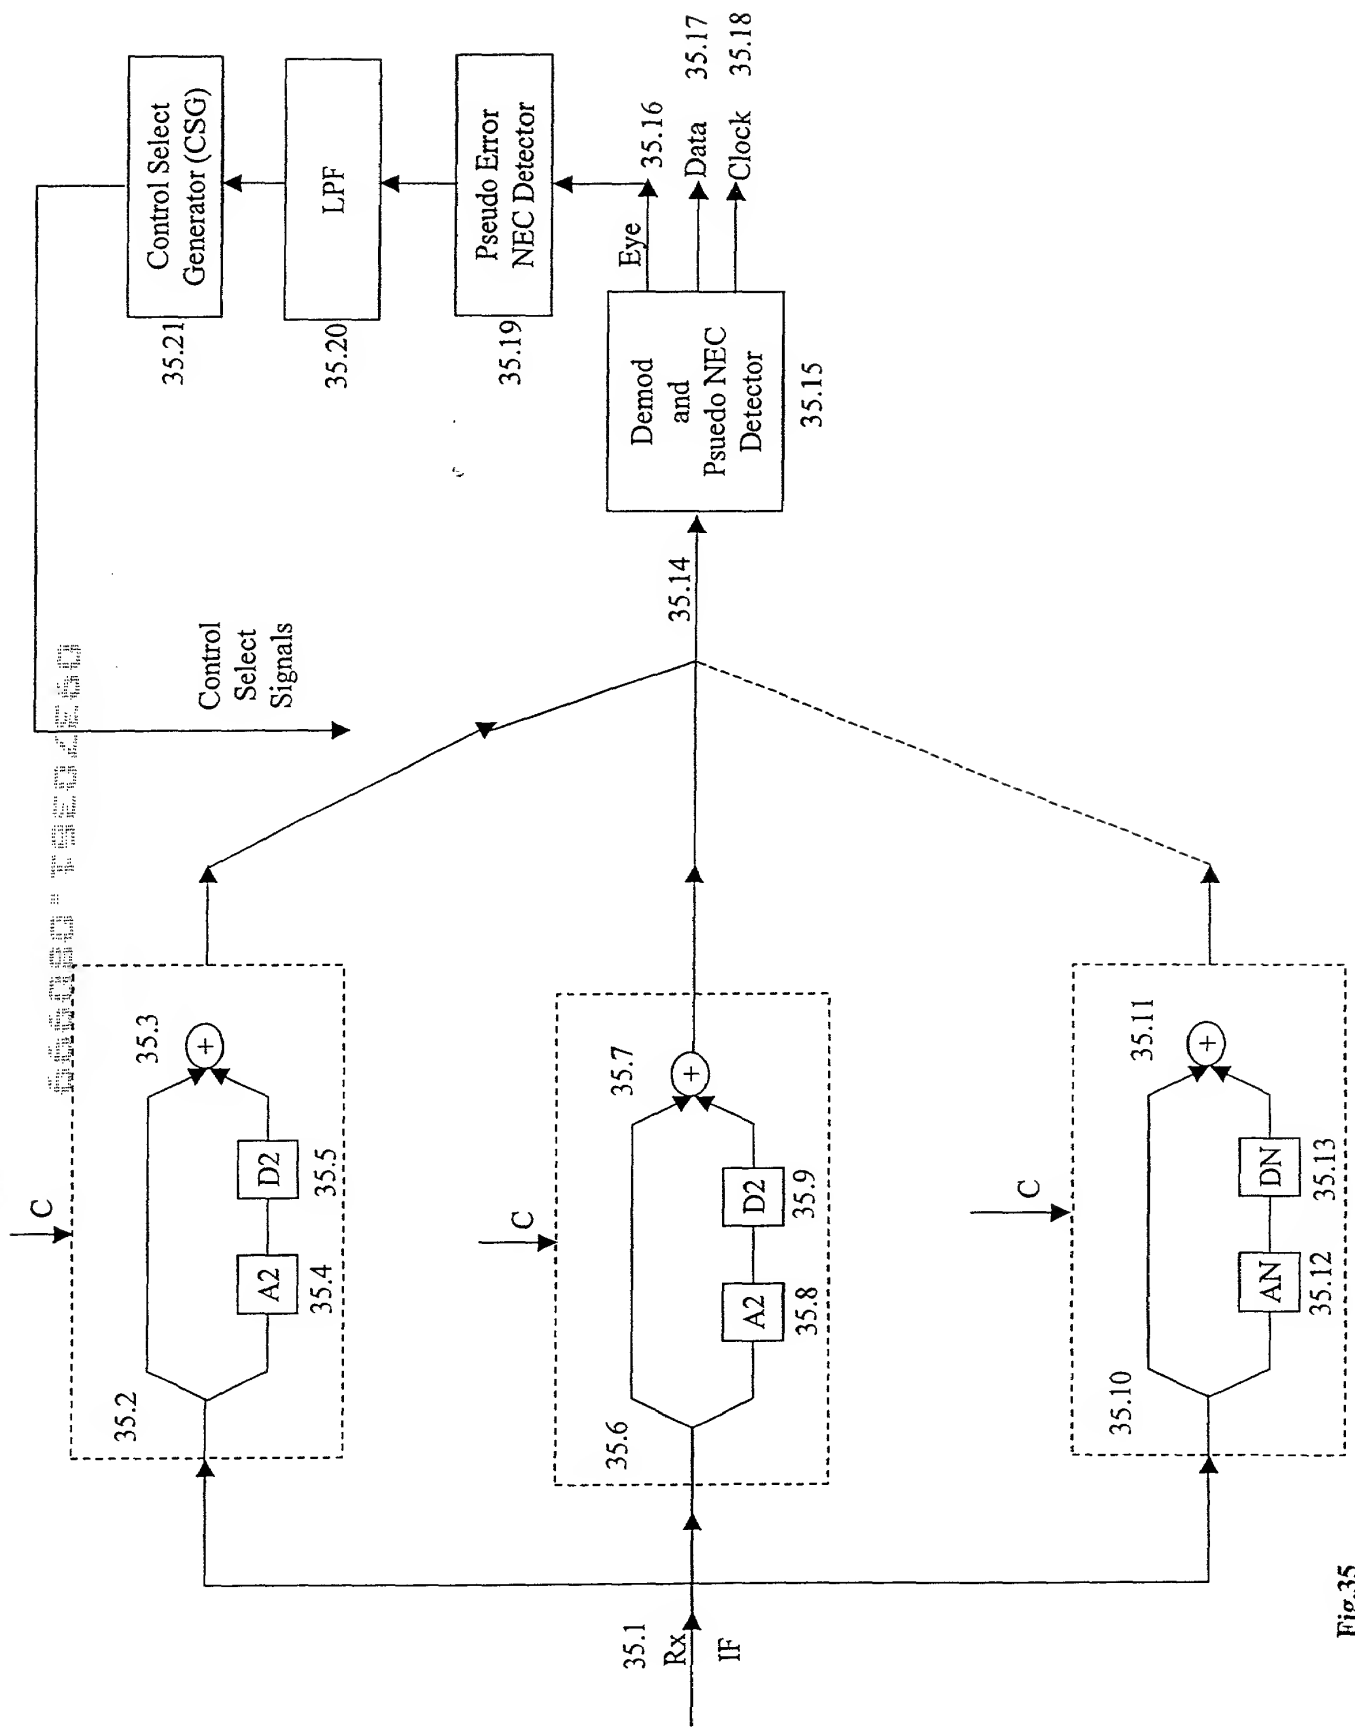 Control Select
Generator (CSG)
35.21
LPF
35.20
Pseudo Error
NEC Detector
35.19
Eye
35.16
Data
35.17
Clock
35.18
Demod
and
Psuedo NEC
Detector
35.15
35.14
Control
Select
Signals
C
35.3
+
D2
35.5
A2
35.4
35.2
C
35.7
+
D2
35.9
A2
35.8
35.6
C
35.11
+
DN
35.13
AN
35.12
35.10
35.1
Rx
IF
Fig.35